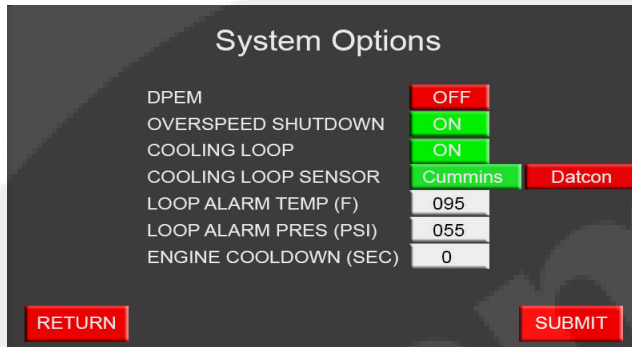 System Options
DPEM OFF
OVERSPEED SHUTDOWN ON
COOLING LOOP ON
COOLING LOOP SENSOR Cummins Datcon
LOOP ALARM TEMP (F) 095
LOOP ALARM PRES (PSI) 055
ENGINE COOLDOWN (SEC) 0
RETURN SUBMIT